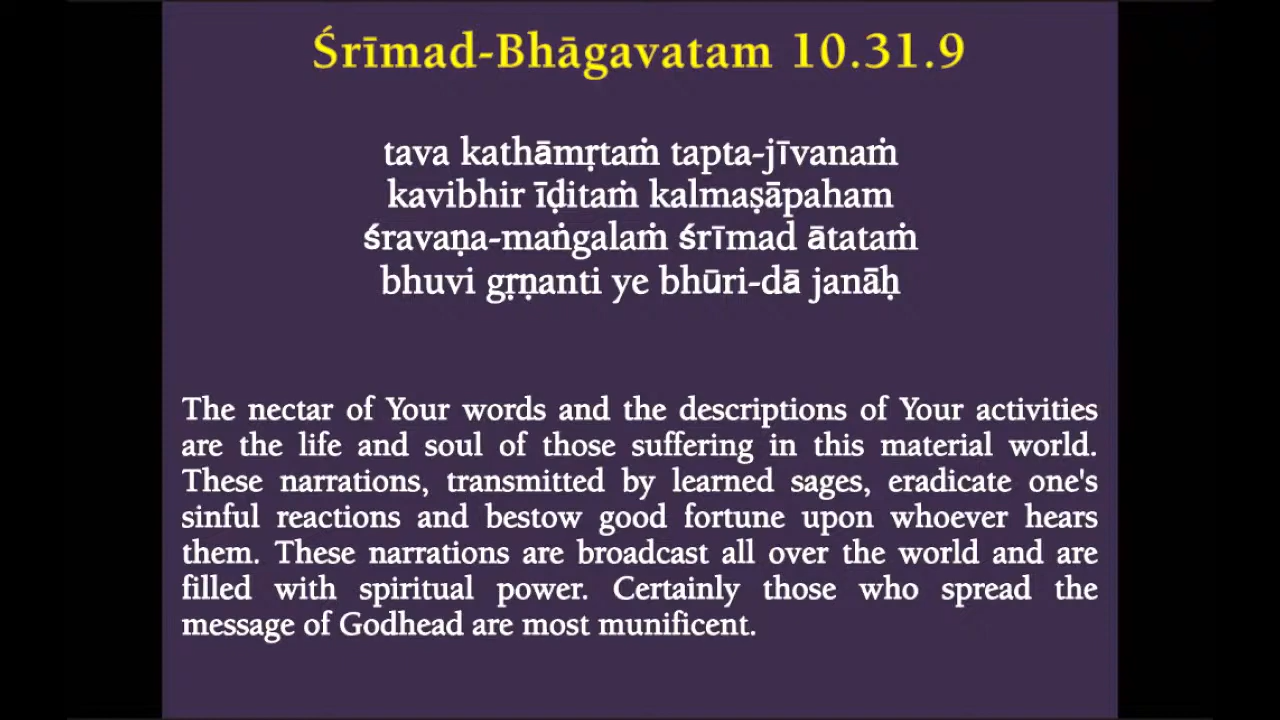 Śrīmad-Bhāgavatam 10.31.9
tava kathāmṛtaṁ tapta-jīvanaṁ
kavibhir īḍitaṁ kalmaṣāpaham
śravaṇa-maṅgalaṁ śrīmad ātataṁ
bhuvi gṛṇanti ye bhūri-dā janāḥ
The nectar of Your words and the descriptions of Your activities
are the life and soul of those suffering in this material world.
These narrations, transmitted by learned sages, eradicate one's
sinful reactions and bestow good fortune upon whoever hears
them. These narrations are broadcast all over the world and are
filled with spiritual power. Certainly those who spread the
message of Godhead are most munificent.